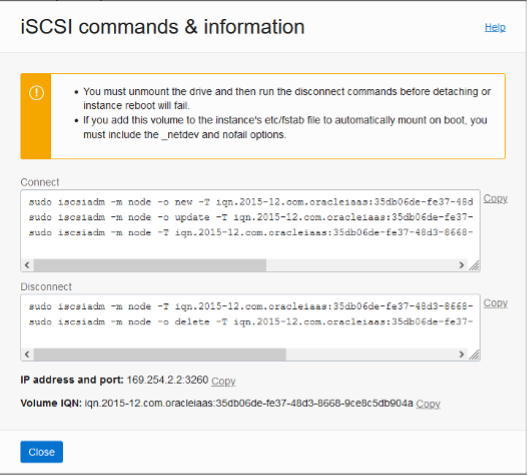 iSCSI commands & information
Help
• You must unmount the drive and then run the disconnect commands before detaching or
instance reboot will fail.
• If you add this volume to the instance's etc/fstab file to automatically mount on boot, you
must include the _netdev and nofail options.
Connect
sudo iscsiadm -m node -o new -T iqn.2015-12.com.oracleiaas:35db06de-fe37-48d
Copy
sudo iscsiadm -m node -o update -T iqn.2015-12.com.oracleiaas:35db06de-fe37-
sudo iscsiadm -m node -T iqn.2015-12.com.oracleiaas:35db06de-fe37-48d3-8668-
Disconnect
sudo iscsiadm -m node -T iqn.2015-12.com.oracleiaas:35db06de-fe37-48d3-8668-
Copy
sudo iscsiadm -m node -o delete -T iqn.2015-12.com.oracleiaas:35db06de-fe37-
IP address and port: 169.254.2.2:3260 Copy
Volume IQN: iqn.2015-12.com.oracleiaas:35db06de-fe37-48d3-8668-9ce8c5db904a Copy
Close